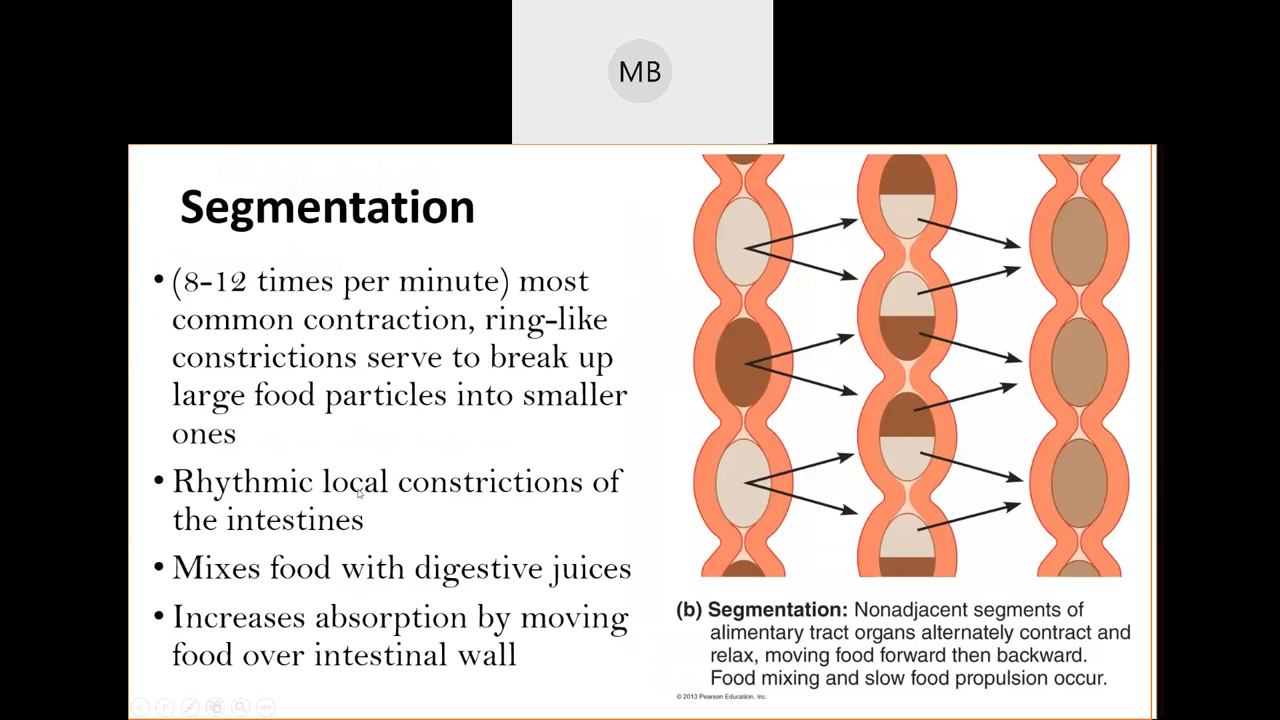 MB
Segmentation
• (8-12 times per minute) most
common contraction, ring-like
constrictions serve to break up
large food particles into smaller
ones
• Rhythmic local constrictions of
the intestines
• Mixes food with digestive juices
• Increases absorption by moving
food over intestinal wall
(b) Segmentation: Nonadjacent segments of
alimentary tract organs alternately contract and
relax, moving food forward then backward.
Food mixing and slow food propulsion occur.
© 2013 Pearson Education, Inc.